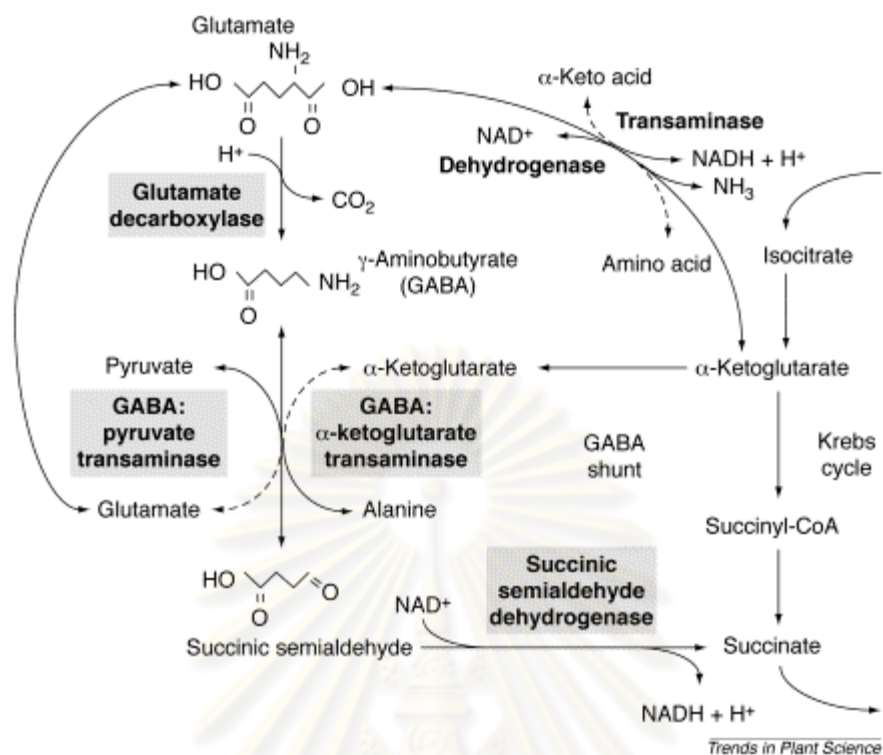 Glutamate
NH2
HO
OH
O O
α-Keto acid
NAD+
Transaminase
Dehydrogenase
NADH + H+
NH3
H+
Glutamate
decarboxylase
CO2
Amino acid
Isocitrate
HO
O
NH2
γ-Aminobutyrate
(GABA)
Pyruvate
α-Ketoglutarate
α-Ketoglutarate
GABA:
pyruvate
transaminase
GABA:
α-ketoglutarate
transaminase
GABA
shunt
Krebs
cycle
Glutamate
Alanine
Succinyl-CoA
HO
O
O
Succinic semialdehyde
NAD+
Succinic
semialdehyde
dehydrogenase
Succinate
NADH + H+
Trends in Plant Science